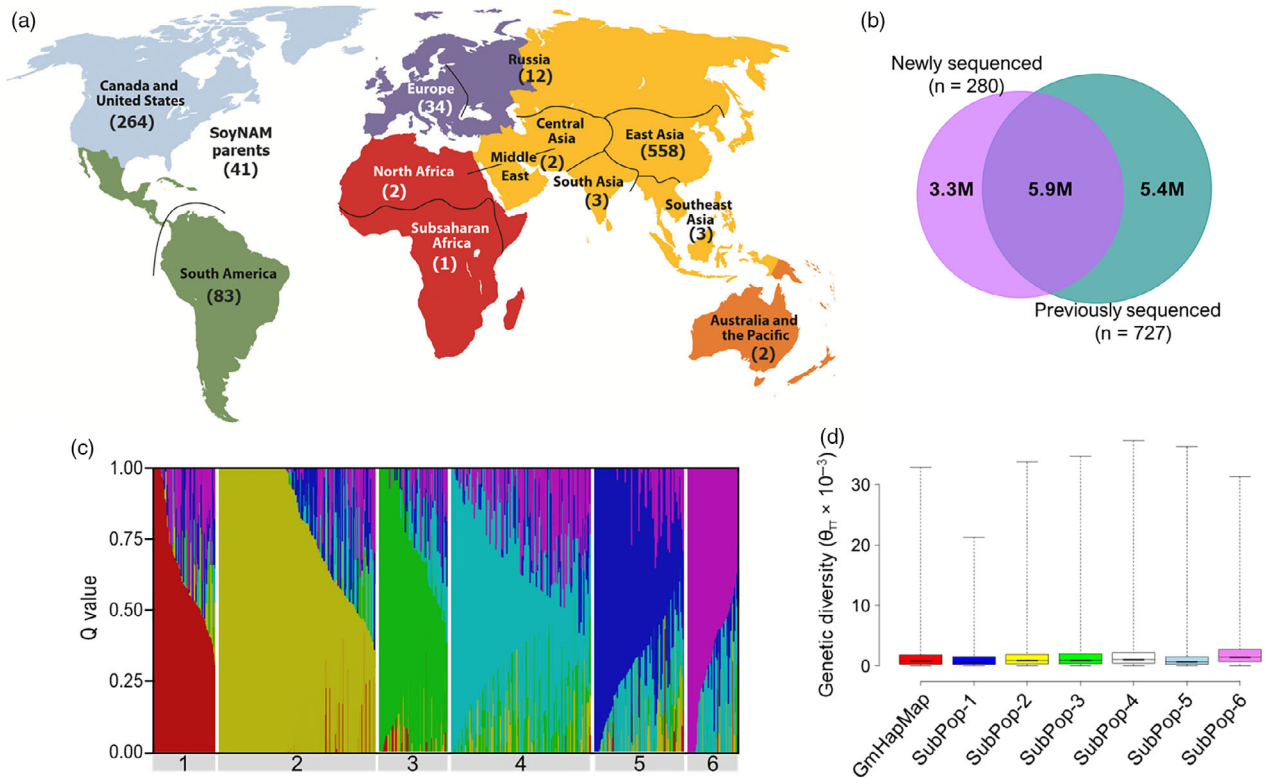 (a)
Canada and
United States
(264)
SoyNAM
parents
(41)
South America
(83)
Europe
(34)
Russia
(12)
North Africa
(2)
Subsaharan
Africa
(1)
Middle
East
Central
Asia
(2)
East Asia
(558)
South Asia
(3)
Southeast
Asia
(3)
Australia and
the Pacific
(2)
(b)
Newly sequenced
(n = 280)
3.3M
5.9M
5.4M
Previously sequenced
(n = 727)
(c)
Q value
1.00
0.75
0.50
0.25
0.00
1 2 3 4 5 6
(d)
Genetic diversity (θππ × 10⁻³)
30
20
10
0
GmHapMap
SubPop-1
SubPop-2
SubPop-3
SubPop-4
SubPop-5
SubPop-6